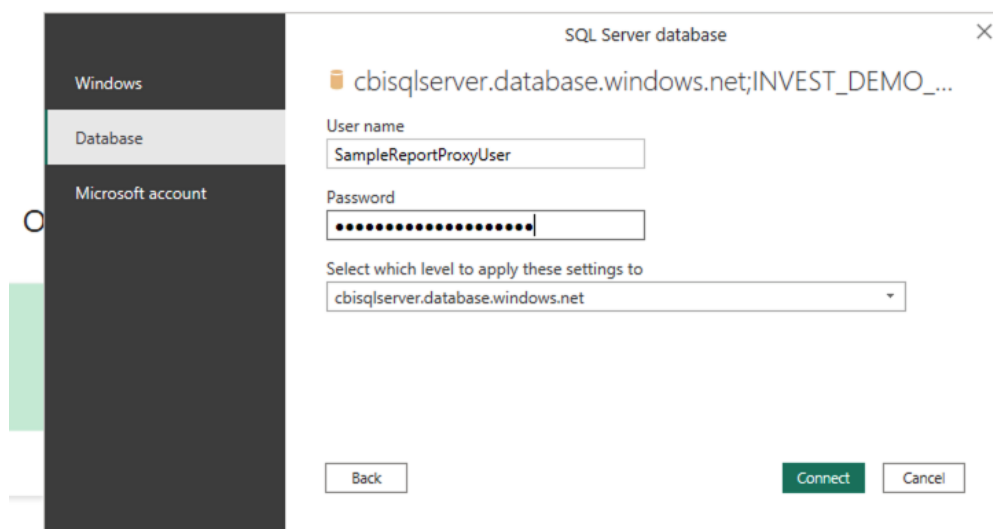 SQL Server database
Windows
Database
Microsoft account
cbisqlserver.database.windows.net;INVEST_DEMO_...
User name
SampleReportProxyUser
Password
••••••••••••••••••••
Select which level to apply these settings to
cbisqlserver.database.windows.net
O
Back
Connect
Cancel